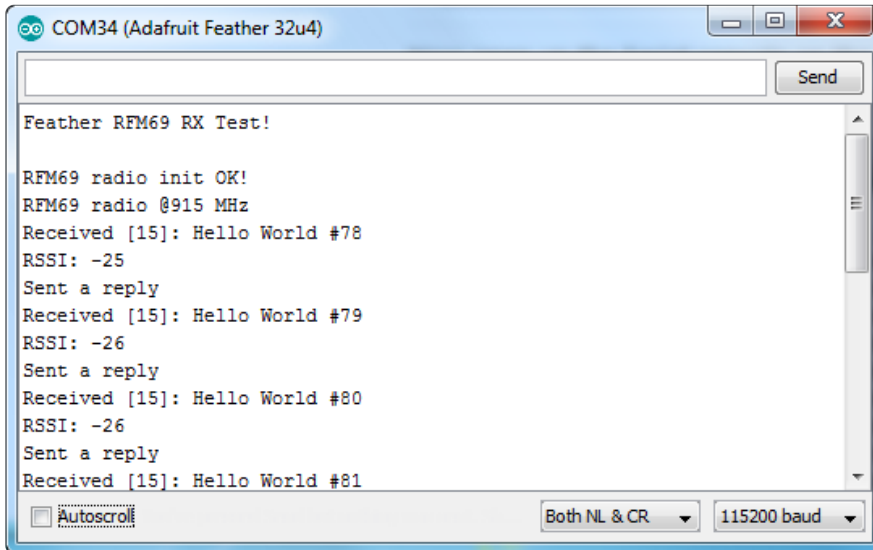 COM34 (Adafruit Feather 32u4)
Send
Feather RFM69 RX Test!
RFM69 radio init OK!
RFM69 radio @915 MHz
Received [15]: Hello World #78
RSSI: -25
Sent a reply
Received [15]: Hello World #79
RSSI: -26
Sent a reply
Received [15]: Hello World #80
RSSI: -26
Sent a reply
Received [15]: Hello World #81
Autoscroll Both NL & CR 115200 baud